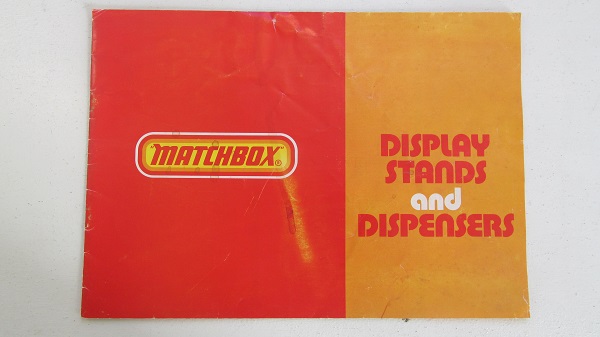 MATCHBOX®
DISPLAY
STANDS
and
DISPENSERS